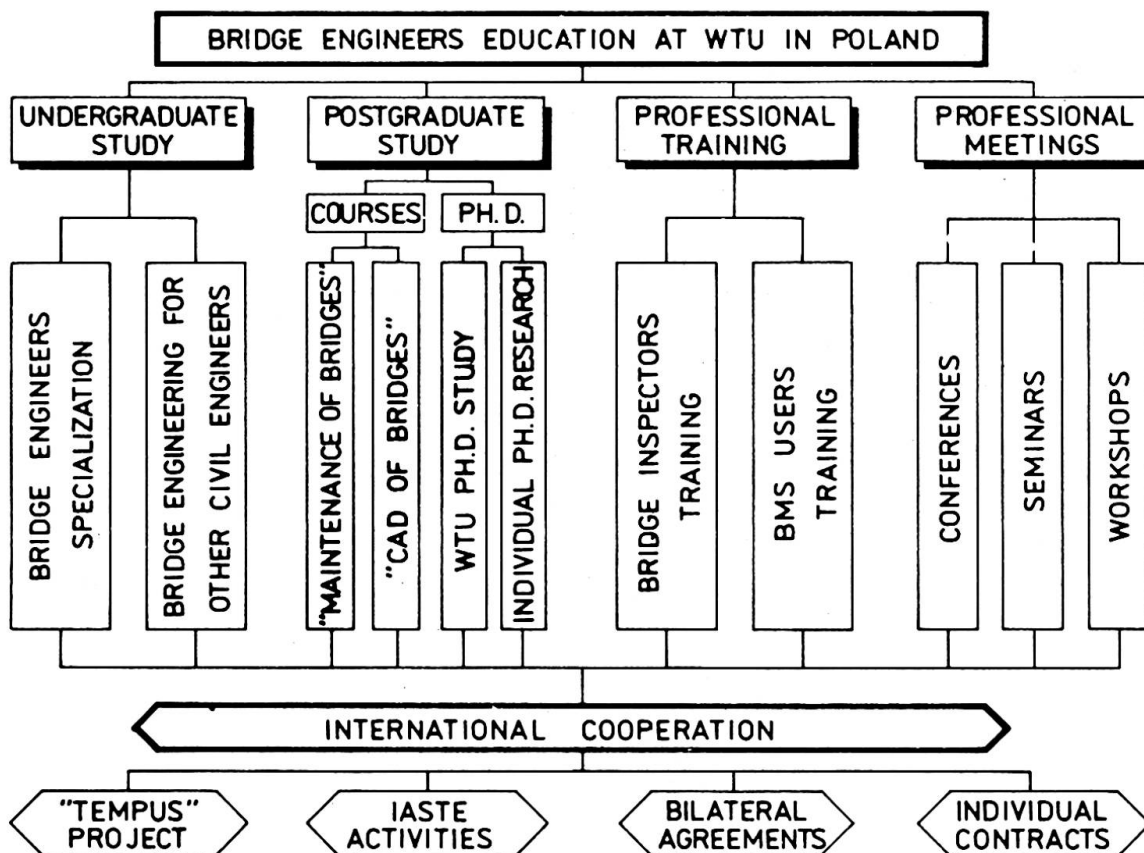 BRIDGE ENGINEERS EDUCATION AT WTU IN POLAND
UNDERGRADUATE
STUDY
POSTGRADUATE
STUDY
PROFESSIONAL
TRAINING
PROFESSIONAL
MEETINGS
COURSES
PH.D.
BRIDGE ENGINEERS
SPECIALIZATION
BRIDGE ENGINEERING FOR
OTHER CIVIL ENGINEERS
"MAINTENANCE OF BRIDGES"
"CAD OF BRIDGES"
WTU PH.D. STUDY
INDIVIDUAL PH.D. RESEARCH
BRIDGE INSPECTORS
TRAINING
BMS USERS
TRAINING
CONFERENCES
SEMINARS
WORKSHOPS
INTERNATIONAL COOPERATION
"TEMPUS"
PROJECT
IASTE
ACTIVITIES
BILATERAL
AGREEMENTS
INDIVIDUAL
CONTRACTS